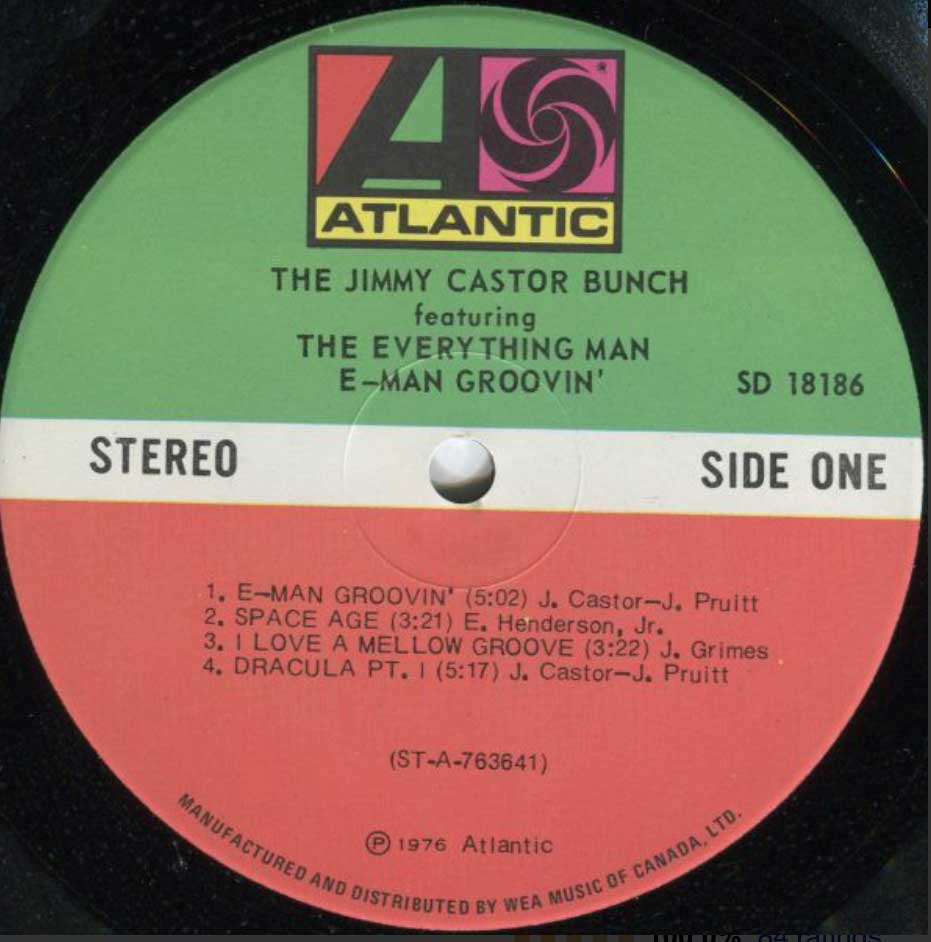 ATLANTIC
THE JIMMY CASTOR BUNCH
featuring
THE EVERYTHING MAN
E-MAN GROOVIN'
SD 18186
STEREO
SIDE ONE
1. E-MAN GROOVIN' (5:02) J. Castor-J. Pruitt
2. SPACE AGE (3:21) E. Henderson, Jr.
3. I LOVE A MELLOW GROOVE (3:22) J. Grimes
4. DRACULA PT. I (5:17) J. Castor-J. Pruitt
(ST-A-763641)
℗ 1976 Atlantic
MANUFACTURED AND DISTRIBUTED BY WEA MUSIC OF CANADA, LTD.